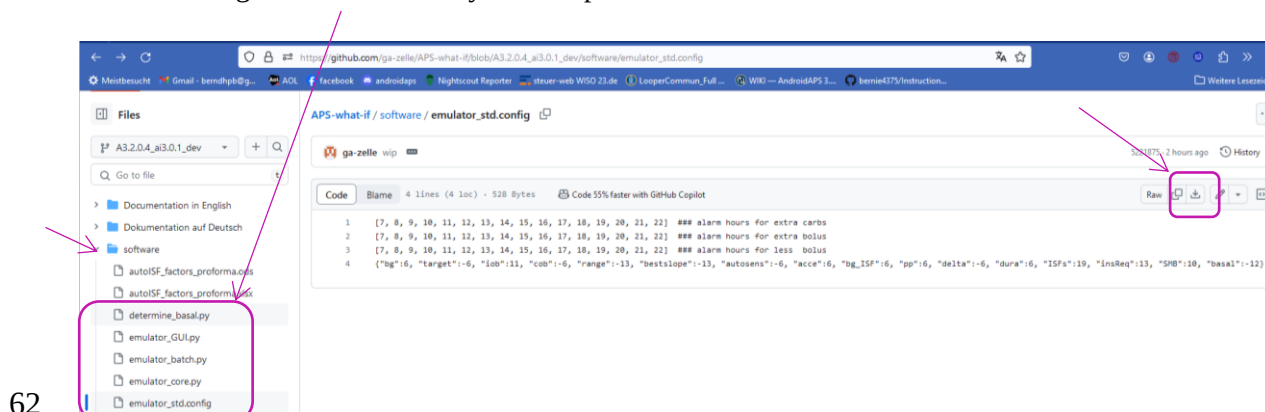 https://github.com/ga-zelle/APS-what-if/blob/A3.2.0.4_ai3.0.1_dev/software/emulator_std.config
Meistbesucht Gmail - berndhpb@g... AOL facebook androidaps Nightscout Reporter steuer-web WISO 23.de LooperCommun_Full ... WIKI — AndroidAPS 3.... bernie4375/Instruction... Weitere Lesezei
Files
APS-what-if / software / emulator_std.config
A3.2.0.4_ai3.0.1_dev
ga-zelle wip
2 hours ago History
Go to file t
Code Blame 4 lines (4 loc) · 528 Bytes Code 55% faster with GitHub Copilot Raw
Documentation in English
Dokumentation auf Deutsch
software
autoISF_factors_proforma.ods
determine_basal.py
emulator_GUI.py
emulator_batch.py
emulator_core.py
emulator_std.config
1 [7, 8, 9, 10, 11, 12, 13, 14, 15, 16, 17, 18, 19, 20, 21, 22] ### alarm hours for extra carbs
2 [7, 8, 9, 10, 11, 12, 13, 14, 15, 16, 17, 18, 19, 20, 21, 22] ### alarm hours for extra bolus
3 [7, 8, 9, 10, 11, 12, 13, 14, 15, 16, 17, 18, 19, 20, 21, 22] ### alarm hours for less bolus
4 {"bg":6, "target":-6, "iob":11, "cob":-6, "range":-13, "bestslope":-13, "autosens":-6, "acce":6, "bg_ISF":6, "pp":6, "delta":-6, "dura":6, "ISFs":19, "insReq":13, "SMB":10, "basal":-12}
62